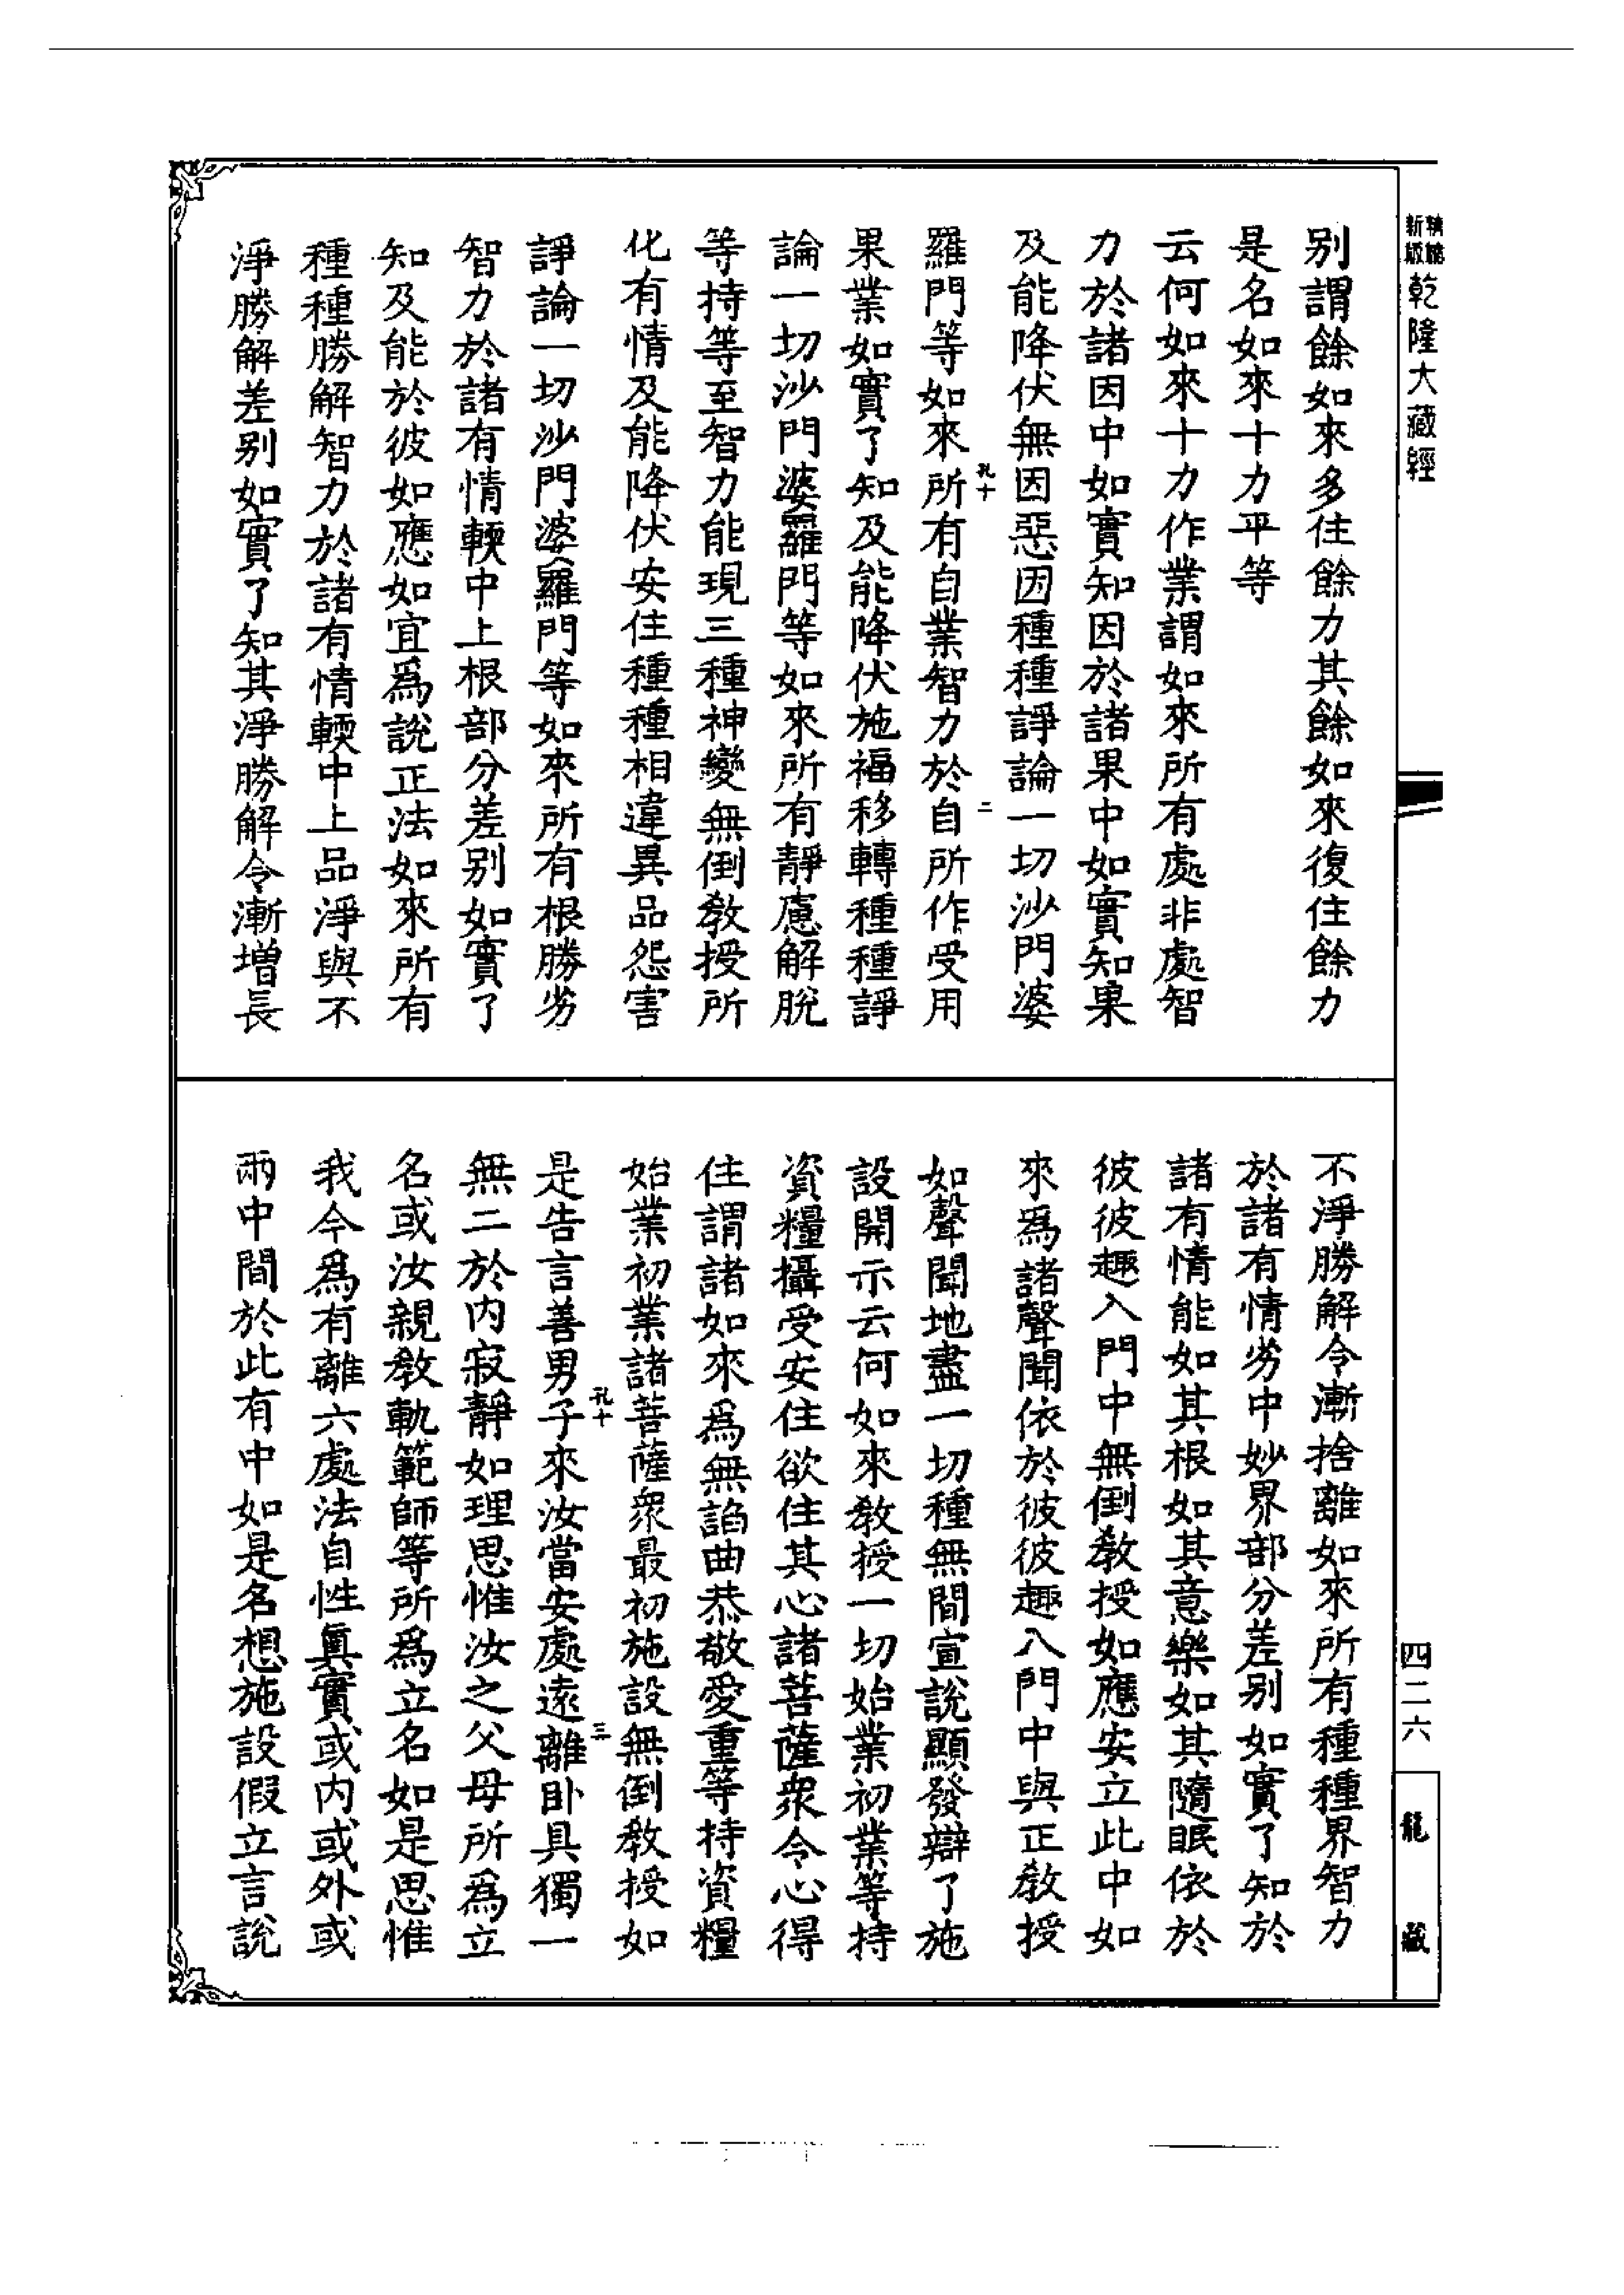 新版
乾隆大藏經
别謂餘如來多住餘力其餘如來復住餘力
是名如來十力平等
云何如來十力作業謂如來所有處非處智
力於諸因中如實知因於諸果中如實知果
及能降伏無因惡因種種諍論一切沙門婆
孔十
二
羅門等如來所有自業智力於自所作受用
果業如實了知及能降伏施福移轉種種諍
論一切沙門婆羅門等如來所有靜慮解脫
等持等至智力能現三種神變無倒教授所
化有情及能降伏安住種種相違異品怨害
諍論一切沙門婆羅門等如來所有根勝劣
智力於諸有情輭中上根部分差别如實了
知及能於彼如應如宜爲說正法如來所有
種種勝解智力於諸有情輭中上品淨與不
淨勝解差别如實了知其淨勝解令漸增長
不淨勝解令漸捨離如來所有種種界智力
於諸有情劣中妙界部分差别如實了知於
諸有情能如其根如其意樂如其隨眠依於
彼彼趣入門中無倒教授如應安立此中如
來爲諸聲聞依於彼彼趣入門中與正教授
如聲聞地盡一切種無間宣說顯發辯了施
設開示云何如來教授一切始業初業等持
資糧攝受安住欲住其心諸菩薩衆令心得
住謂諸如來爲無諂曲恭敬愛重等持資糧
始業初業諸菩薩衆最初施設無倒教授如
孔十
三
是告言善男子來汝當安處遠離卧具獨一
無二於内寂靜如理思惟汝之父母所爲立
名或汝親教軌範師等所爲立名如是思惟
我今爲有離六處法自性眞實或内或外或
兩中間於此有中如是名想施設假立言說
四二六
龍藏